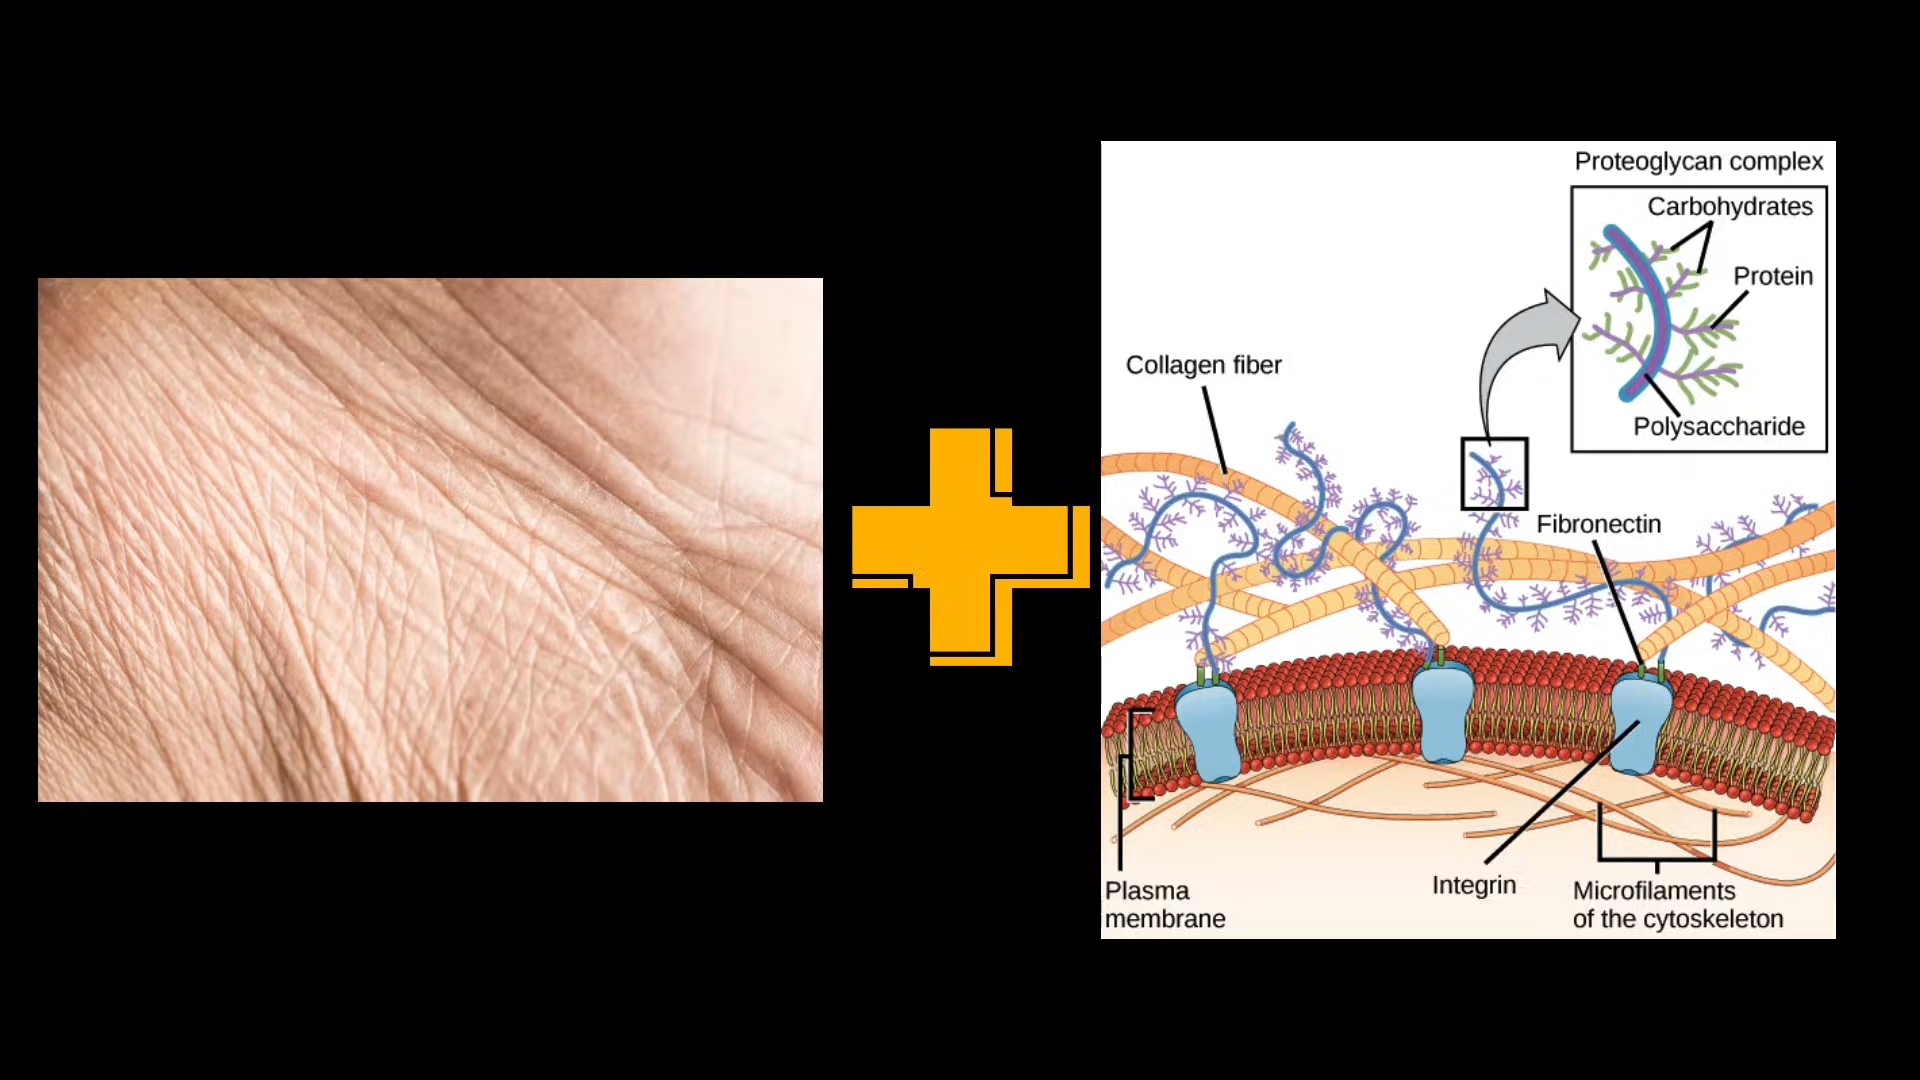 Proteoglycan complex
Carbohydrates
Protein
Polysaccharide
Collagen fiber
Fibronectin
Integrin
Plasma
membrane
Microfilaments
of the cytoskeleton